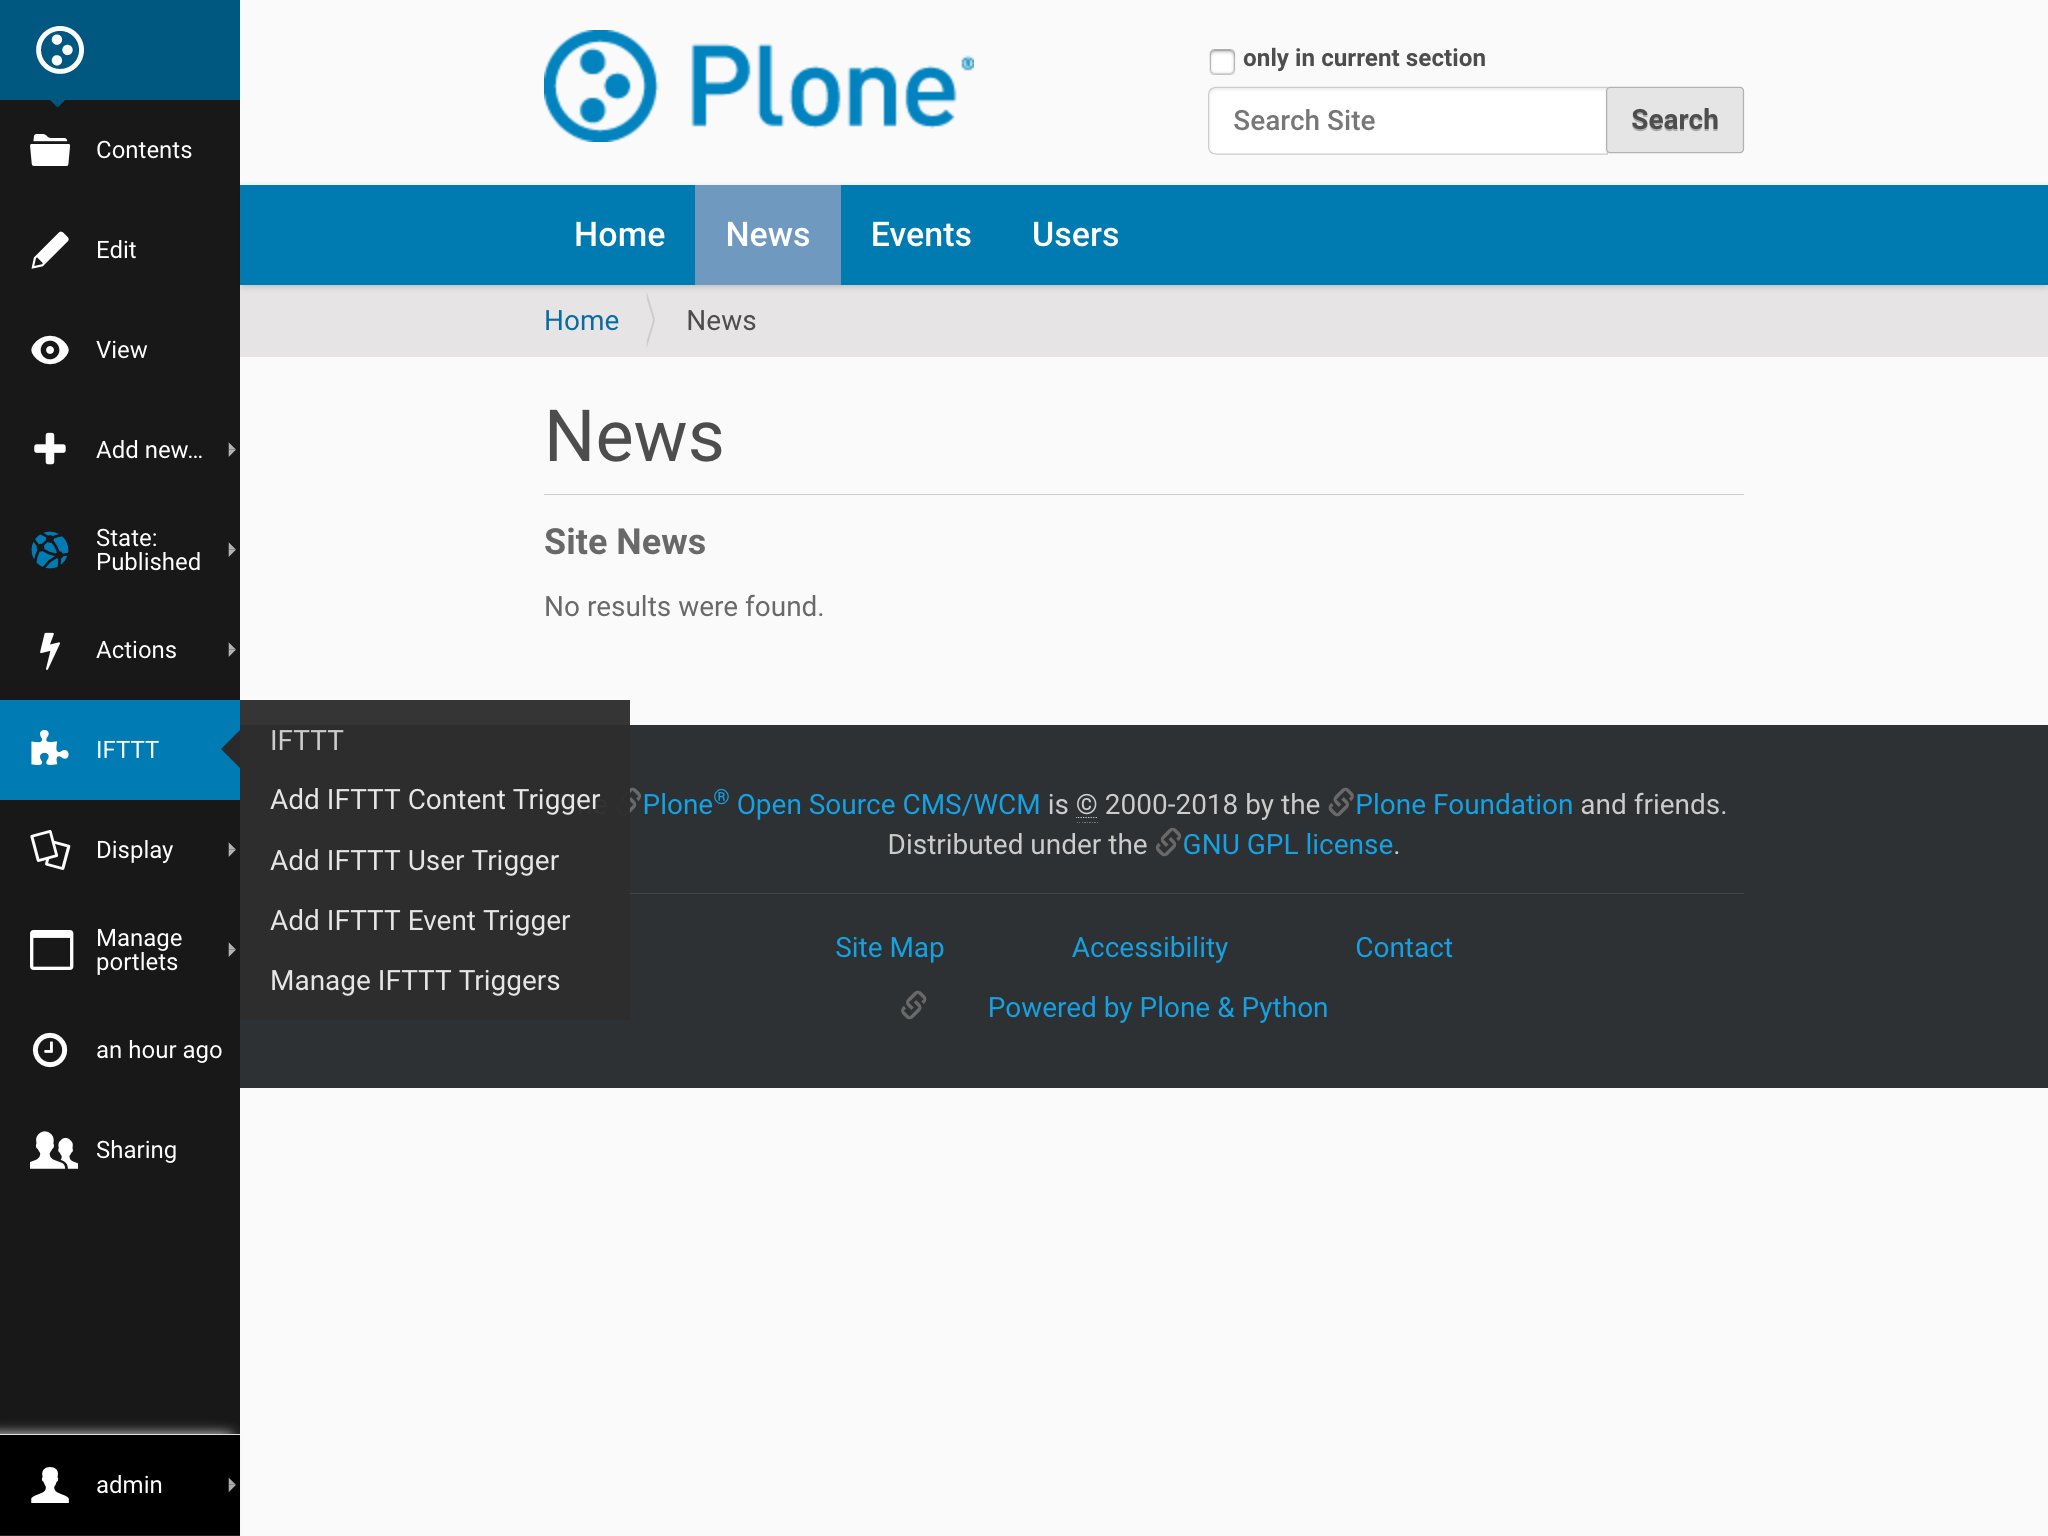 Contents
Edit
View
Add new...
State:
Published
Actions
IFTTT
Display
Manage
portlets
an hour ago
Sharing
admin
Plone®
only in current section
Search Site
Search
Home
News
Events
Users
Home
News
News
Site News
No results were found.
IFTTT
Add IFTTT Content Trigger
Add IFTTT User Trigger
Add IFTTT Event Trigger
Manage IFTTT Triggers
Plone® Open Source CMS/WCM is © 2000-2018 by the Plone Foundation and friends.
Distributed under the GNU GPL license.
Site Map
Accessibility
Contact
Powered by Plone & Python